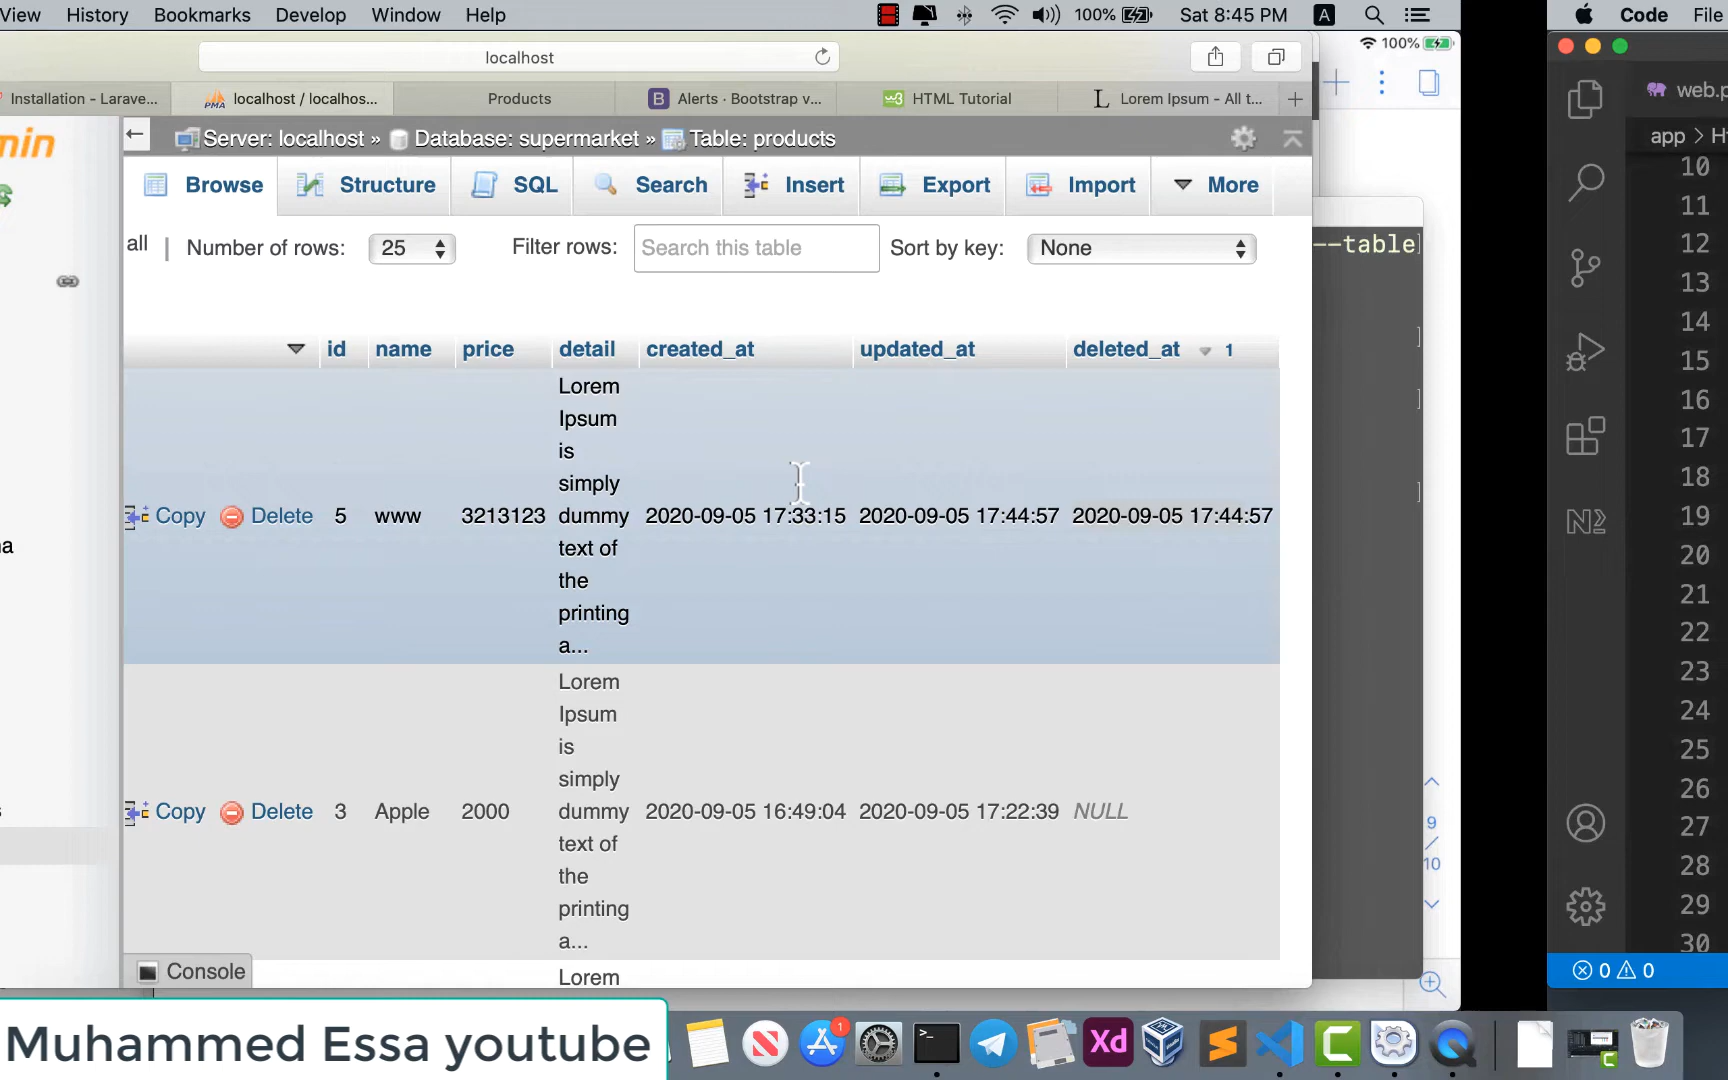 View History Bookmarks Develop Window Help 100% Sat 8:45 PM A Code File
localhost 100%
Installation - Larave... localhost / localhos... Products Alerts · Bootstrap v... HTML Tutorial Lorem Ipsum - All t...
Server: localhost » Database: supermarket » Table: products
Browse Structure SQL Search Insert Export Import More
all | Number of rows: 25 Filter rows: Search this table Sort by key: None
--table
id name price detail created_at updated_at deleted_at 1
Lorem
Ipsum
is
simply
Copy Delete 5 www 3213123 dummy 2020-09-05 17:33:15 2020-09-05 17:44:57 2020-09-05 17:44:57
text of
the
printing
a...
Lorem
Ipsum
is
simply
Copy Delete 3 Apple 2000 dummy 2020-09-05 16:49:04 2020-09-05 17:22:39 NULL
text of
the
printing
a...
Lorem
Console
9
/
10
web.p
app >
10
11
12
13
14
15
16
17
18
19
20
21
22
23
24
25
26
27
28
29
30
0 0
Muhammed Essa youtube
1
Xd